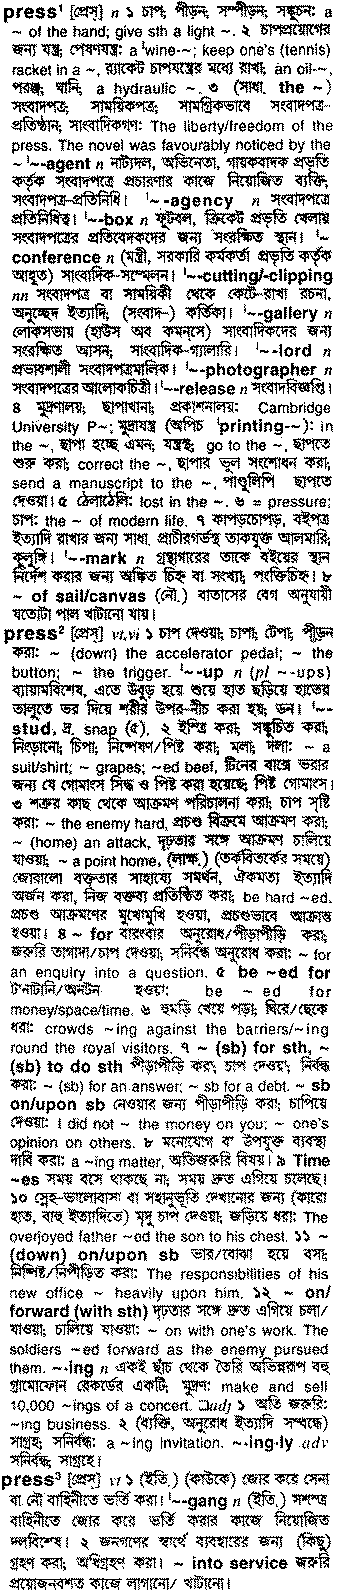 press¹ [প্রেস্] n ১ চাপ; পীড়ন; সম্পীড়ন; সঙ্কুচন: a
~ of the hand; give sth a light ~. ২ চাপপ্রয়োগের
জন্য যন্ত্র; পেষণযন্ত্র: a ˈwine-~; keep one's (tennis)
racket in a ~, র‍্যাকেট চাপযন্ত্রের মধ্যে রাখা; an oil-~,
পরঞ্জ; ঘানি; a hydraulic ~. ৩ (সাধা. the ~)
সংবাদপত্র; সাময়িকপত্র; সামগ্রিকভাবে সংবাদপত্র-
প্রতিষ্ঠান; সাংবাদিকগণ: The liberty/freedom of the
press. The novel was favourably noticed by the
~ ˈ~-agent n নাট্যদল, অভিনেতা, গায়কবাদক প্রভৃতি
কর্তৃক সংবাদপত্রে প্রচারণার কাজে নিয়োজিত ব্যক্তি,
সংবাদপত্র-প্রতিনিধি। ˈ~-agency n সংবাদপত্রে
প্রতিনিধিত্ব। ˈ~-box n ফুটবল, ক্রিকেট প্রভৃতি খেলায়
সংবাদপত্রের প্রতিবেদকদের জন্য সংরক্ষিত স্থান। ˈ~
conference n (মন্ত্রী, সরকারি কর্মকর্তা প্রভৃতি কর্তৃক
আহূত) সাংবাদিক-সম্মেলন। ˈ~-cutting/-clipping
nn সংবাদপত্র বা সাময়িকী থেকে কেটে-রাখা রচনা,
অনুচ্ছেদ ইত্যাদি, (সংবাদ-) কর্তিকা। ˈ~-gallery n
লোকসভায় (হাউস অব কমন্‌সে) সাংবাদিকদের জন্য
সংরক্ষিত আসন, সাংবাদিক-গ্যালারি। ˈ~-lord n
প্রভাবশালী সংবাদপত্রমালিক। ˈ~-photographer n
সংবাদপত্রের আলোকচিত্রী। ˈ~-release n সংবাদবিজ্ঞপ্তি।
৪ মুদ্রণালয়; ছাপাখানা; প্রকাশনালয়: Cambridge
University P~; মুদ্রাযন্ত্র (অপিচ ˈprinting-~): in
the ~, ছাপা হচ্ছে এমন; যন্ত্রস্থ; go to the ~, ছাপতে
শুরু করা; correct the ~, ছাপার ভুল সংশোধন করা;
send a manuscript to the ~, পাণ্ডুলিপি ছাপতে
দেওয়া। ৫ ঠেলাঠেলি: lost in the ~. ৬ = pressure;
চাপ: the ~ of modern life. ৭ কাপড়চোপড়, বইপত্র
ইত্যাদি রাখার জন্য সাধা. প্রাচীরগর্ভস্থ তাকযুক্ত আলমারি;
কুলুঙ্গি। ˈ~-mark n গ্রন্থাগারের তাকে বইয়ের স্থান
নির্দেশ করার জন্য অঙ্কিত চিহ্ন বা সংখ্যা; পংক্তিচিহ্ন। ৮
~ of sail/canvas (নৌ.) বাতাসের বেগ অনুযায়ী
যতোটা পাল খাটানো যায়।
press² [প্রেস্] vt,vi ১ চাপ দেওয়া; চাপা; টেপা; পীড়ন
করা: ~ (down) the accelerator pedal; ~ the
button; ~ the trigger. ˈ~-up n (pl ~-ups)
ব্যায়ামবিশেষ, এতে উবুড় হয়ে শুয়ে হাত ছড়িয়ে হাতের
তালুতে ভর দিয়ে শরীর উপর-নীচ করা হয়; ডন। ˈ~-
stud, দ্র. snap (৫), ২ ইস্ত্রি করা; সঙ্কুচিত করা;
নিংড়ানো; চিপা; নিষ্পেষণ/পিষ্ট করা; মলা; দলা: ~ a
suit/shirt; ~ grapes; ~ed beef, টিনের বাক্সে ভরার
জন্য যে গোমাংস সিদ্ধ ও পিষ্ট করা হয়েছে; পিষ্ট গোমাংস।
৩ শত্রুর কাছ থেকে আক্রমণ পরিচালনা করা; চাপ সৃষ্টি
করা: ~ the enemy hard, প্রচণ্ড বিক্রমে আক্রমণ করা;
~ (home) an attack, দৃঢ়তার সঙ্গে আক্রমণ চালিয়ে
যাওয়া; ~ a point home, (লাক্ষ.) (তর্কবিতর্কের সময়ে)
জোরালো বক্তৃতার সাহায্যে সমর্থন, ঐকমত্য ইত্যাদি
অর্জন করা, নিজ বক্তব্য প্রতিষ্ঠিত করা; be hard ~ed.
প্রচণ্ড আক্রমণের মুখোমুখি হওয়া, প্রচণ্ডভাবে আক্রান্ত
হওয়া। ৪ ~ for বারংবার অনুরোধ/পীড়াপীড়ি করা;
জরুরি তাগাদা/চাপ দেওয়া; সনির্বন্ধ অনুরোধ করা: ~ for
an enquiry into a question. ৫ be ~ed for
টানাটানি/অনটন হওয়া: be ~ ed for
money/space/time. ৬ হুমড়ি খেয়ে পড়া; ঘিরে/ছেকে
ধরা: crowds ~ing against the barriers/~ing
round the royal visitors. ৭ ~ (sb) for sth, ~
(sb) to do sth পীড়াপীড়ি করা; চাপ দেওয়া; নির্বন্ধ
করা: ~ (sb) for an answer; ~ sb for a debt. ~ sb
on/upon sb নেওয়ার জন্য পীড়াপীড়ি করা; চাপিয়ে
দেওয়া: I did not ~ the money on you; ~ one's
opinion on others. ৮ মনোযোগ বা উপযুক্ত ব্যবস্থা
দাবি করা: a ~ing matter, অতিজরুরি বিষয়। ৯ Time
~es সময় বসে থাকছে না; সময় দ্রুত এগিয়ে চলেছে।
১০ স্নেহ-ভালোবাসা বা সহানুভূতি দেখানোর জন্য (কারো
হাত, বাহু ইত্যাদিতে) মৃদু চাপ দেওয়া; জড়িয়ে ধরা: The
overjoyed father ~ed the son to his chest. ১১ ~
(down) on/upon sb ভার/বোঝা হয়ে বসা;
নিষ্পিষ্ট/নিপীড়িত করা: The responsibilities of his
new office ~ heavily upon him. ১২ ~ on/
forward (with sth) দৃঢ়তার সঙ্গে দ্রুত এগিয়ে চলা/
যাওয়া; চালিয়ে যাওয়া: ~ on with one's work. The
soldiers ~ed forward as the enemy pursued
them. ~·ing n একই ছাঁচ থেকে তৈরি অভিন্নরূপ বহু
গ্রামোফোন রেকর্ডের একটি; মুদ্রণ: make and sell
10,000 ~ings of a concert. □adj ১ অতি জরুরি:
~ing business. ২ (ব্যক্তি, অনুরোধ ইত্যাদি সম্বন্ধে)
সাগ্রহ; সনির্বন্ধ: a ~ing invitation. ~·ing·ly adv
সনির্বন্ধ সাগ্রহে।
press³ [প্রেস্] vt ১ (ইতি.) (কাউকে) জোর করে সেনা
বা নৌ বাহিনীতে ভর্তি করা। ˈ~-gang n (ইতি.) সশস্ত্র
বাহিনীতে জোর করে ভর্তি করার কাজে নিয়োজিত
দলবিশেষ। ২ জনগণের স্বার্থে ব্যবহারের জন্য (কিছু)
গ্রহণ করা; অধিগ্রহণ করা। ~ into service জরুরি
প্রয়োজনবশত কাজে লাগানো/ খাটানো।